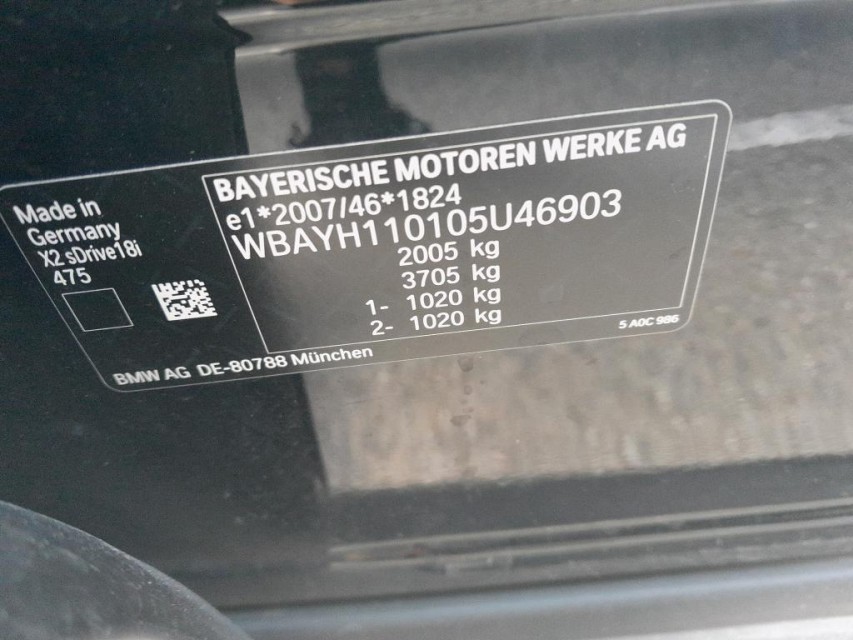 Made in
Germany
X2 sDrive18i
475
BAYERISCHE MOTOREN WERKE AG
e1*2007/46*1824
WBAYH110105U46903
2005 kg
3705 kg
1- 1020 kg
2- 1020 kg
5 A0C 986
BMW AG DE-80788 München